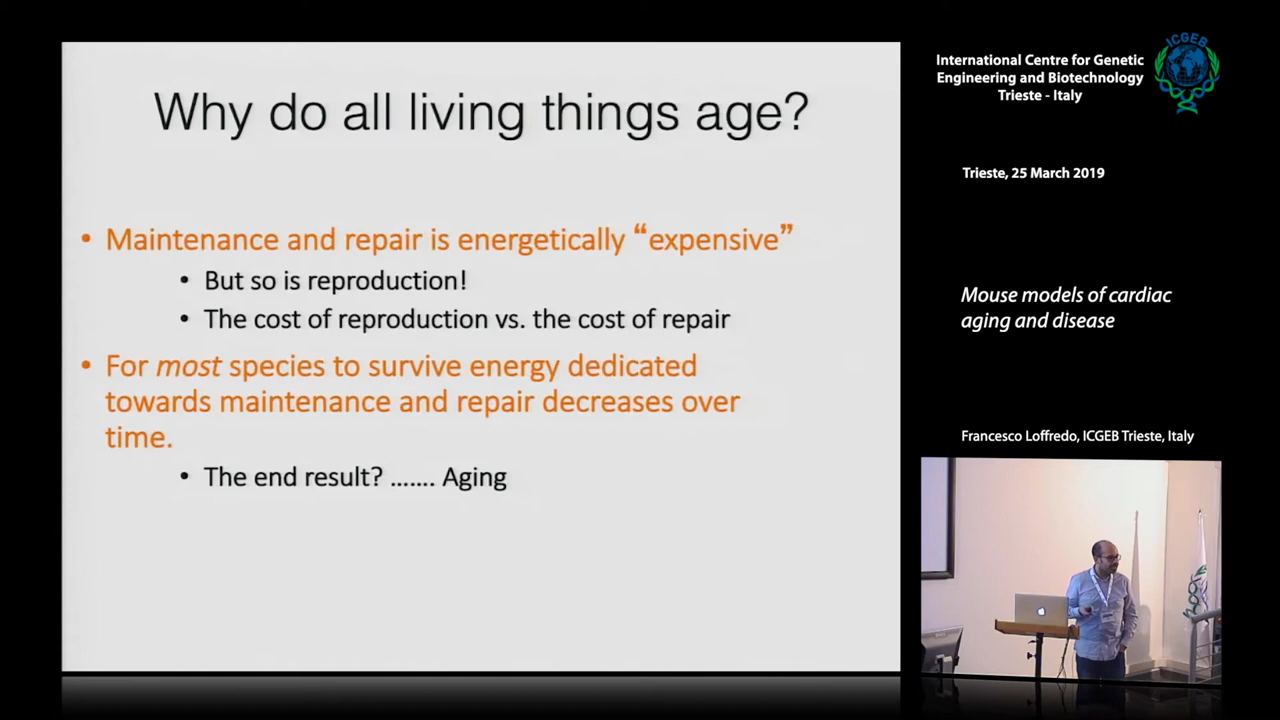 Why do all living things age?
• Maintenance and repair is energetically “expensive”
• But so is reproduction!
• The cost of reproduction vs. the cost of repair
• For most species to survive energy dedicated
towards maintenance and repair decreases over
time.
• The end result? ....... Aging
International Centre for Genetic
Engineering and Biotechnology
Trieste - Italy
ICGEB
Trieste, 25 March 2019
Mouse models of cardiac
aging and disease
Francesco Loffredo, ICGEB Trieste, Italy